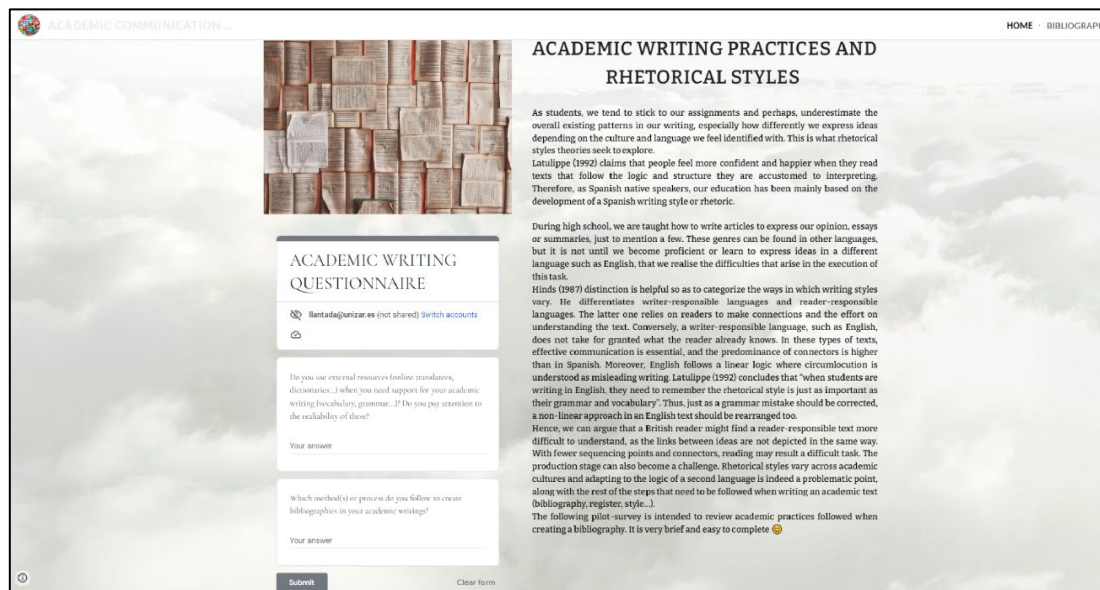 ACADEMIC COMMUNICATION ...
HOME · BIBLIOGRAPH
ACADEMIC WRITING PRACTICES AND
RHETORICAL STYLES
As students, we tend to stick to our assignments and perhaps, underestimate the
overall existing patterns in our writing, especially how differently we express ideas
depending on the culture and language we feel identified with. This is what rhetorical
styles theories seek to explore.
Latulippe (1992) claims that people feel more confident and happier when they read
texts that follow the logic and structure they are accustomed to interpreting.
Therefore, as Spanish native speakers, our education has been mainly based on the
development of a Spanish writing style or rhetoric.
During high school, we are taught how to write articles to express our opinion, essays
or summaries, just to mention a few. These genres can be found in other languages,
but it is not until we become proficient or learn to express ideas in a different
language such as English, that we realise the difficulties that arise in the execution of
this task.
Hinds (1987) distinction is helpful so as to categorize the ways in which writing styles
vary. He differentiates writer-responsible languages and reader-responsible
languages. The latter one relies on readers to make connections and the effort on
understanding the text. Conversely, a writer-responsible language, such as English,
does not take for granted what the reader already knows. In these types of texts,
effective communication is essential, and the predominance of connectors is higher
than in Spanish. Moreover, English follows a linear logic where circumlocution is
understood as misleading writing. Latulippe (1992) concludes that "when students are
writing in English, they need to remember the rhetorical style is just as important as
their grammar and vocabulary". Thus, just as a grammar mistake should be corrected,
a non-linear approach in an English text should be rearranged too.
Hence, we can argue that a British reader might find a reader-responsible text more
difficult to understand, as the links between ideas are not depicted in the same way.
With fewer sequencing points and connectors, reading may result a difficult task. The
production stage can also become a challenge. Rhetorical styles vary across academic
cultures and adapting to the logic of a second language is indeed a problematic point,
along with the rest of the steps that need to be followed when writing an academic text
(bibliography, register, style...).
The following pilot-survey is intended to review academic practices followed when
creating a bibliography. It is very brief and easy to complete 😊
ACADEMIC WRITING
QUESTIONNAIRE
llantada@unizar.es (not shared) Switch accounts
Do you use external resources (online translators,
dictionaries...) when you need support for your academic
writing (vocabulary, grammar...)? Do you pay attention to
the realiability of these?
Your answer
Which method(s) or process do you follow to create
bibliographies in your academic writings?
Your answer
Submit
Clear form